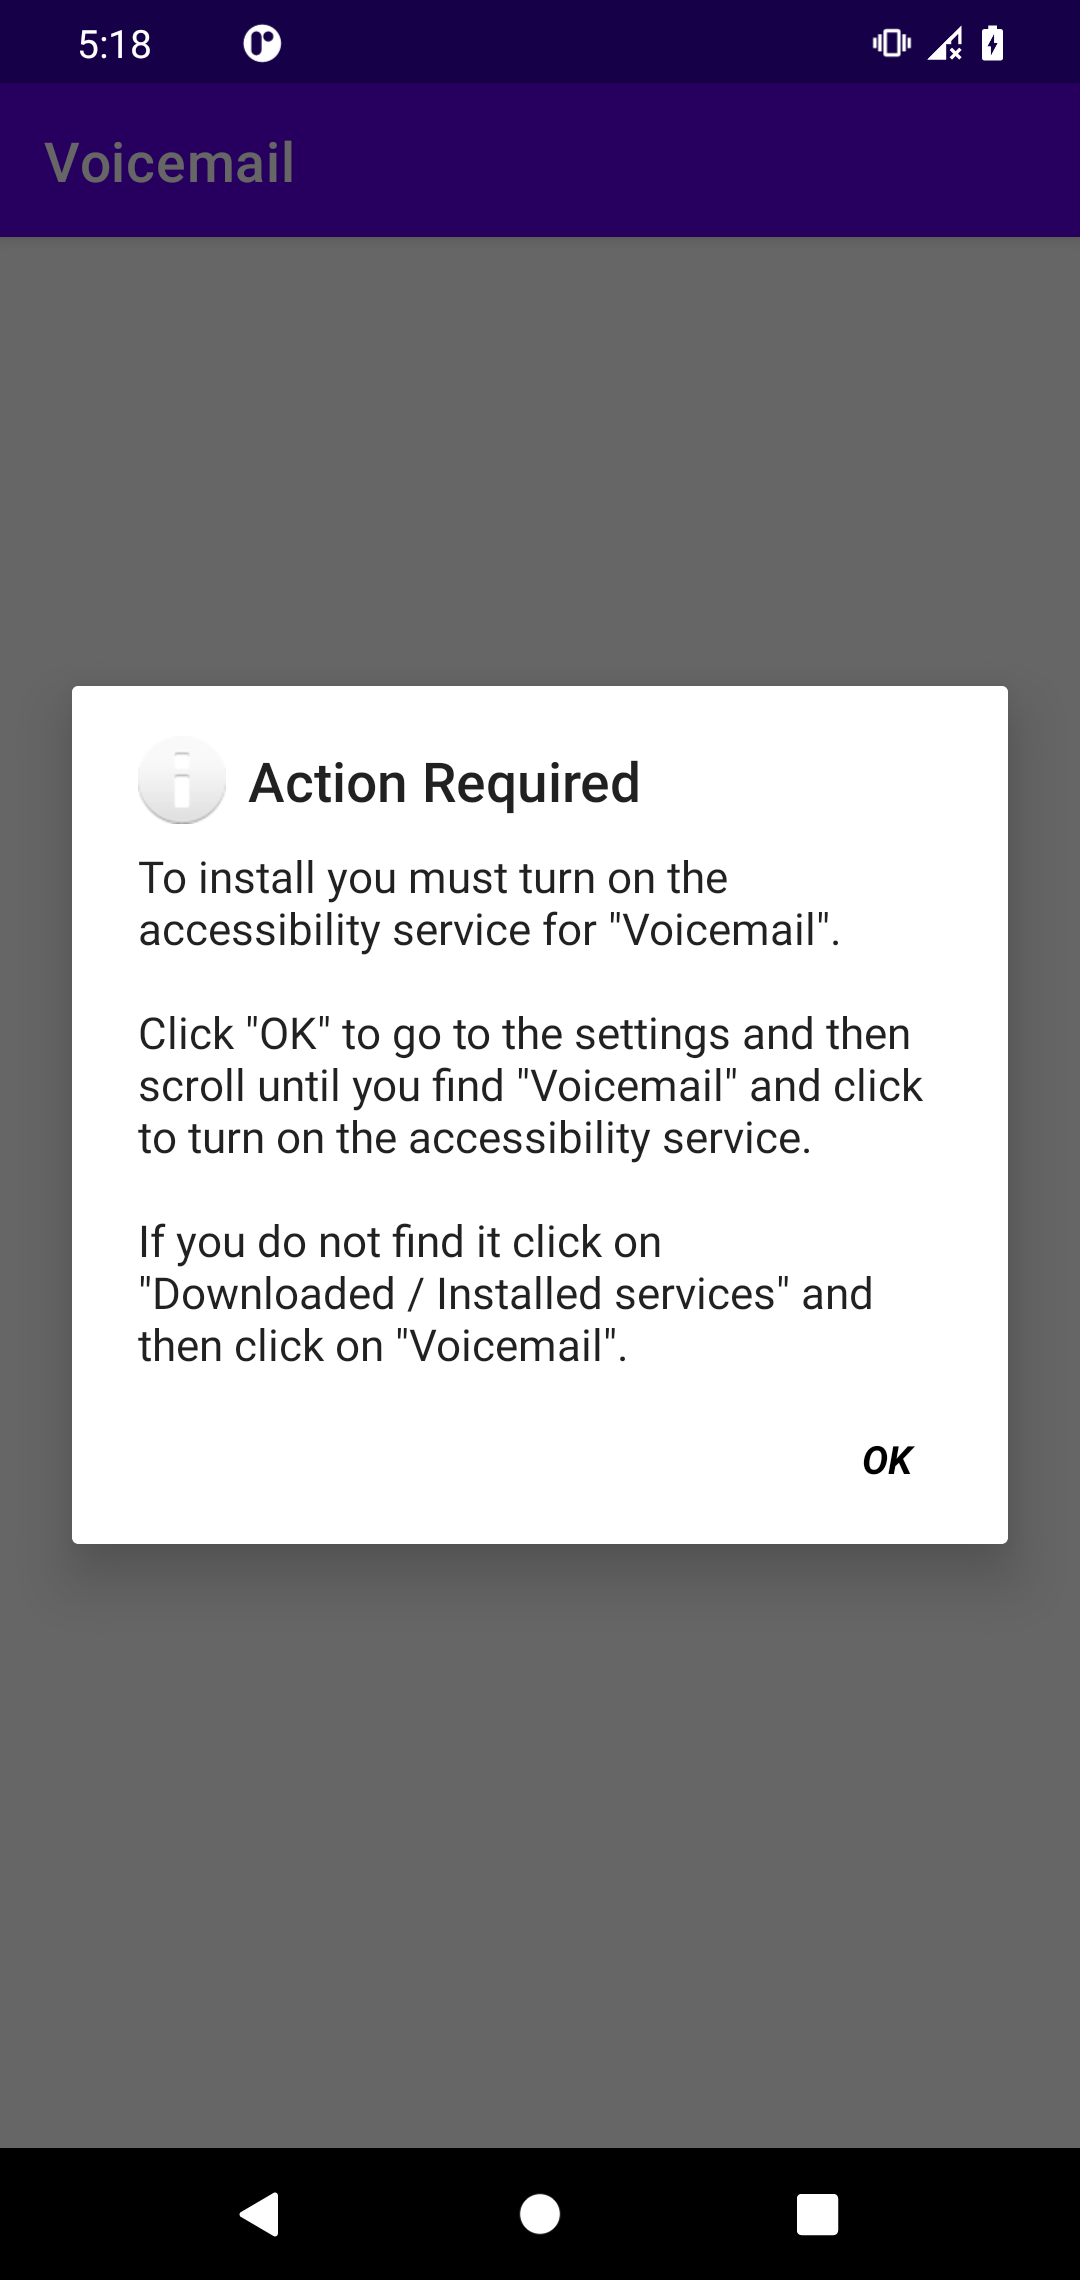 5:18
Voicemail
Action Required
To install you must turn on the
accessibility service for "Voicemail".
Click "OK" to go to the settings and then
scroll until you find "Voicemail" and click
to turn on the accessibility service.
If you do not find it click on
"Downloaded / Installed services" and
then click on "Voicemail".
OK